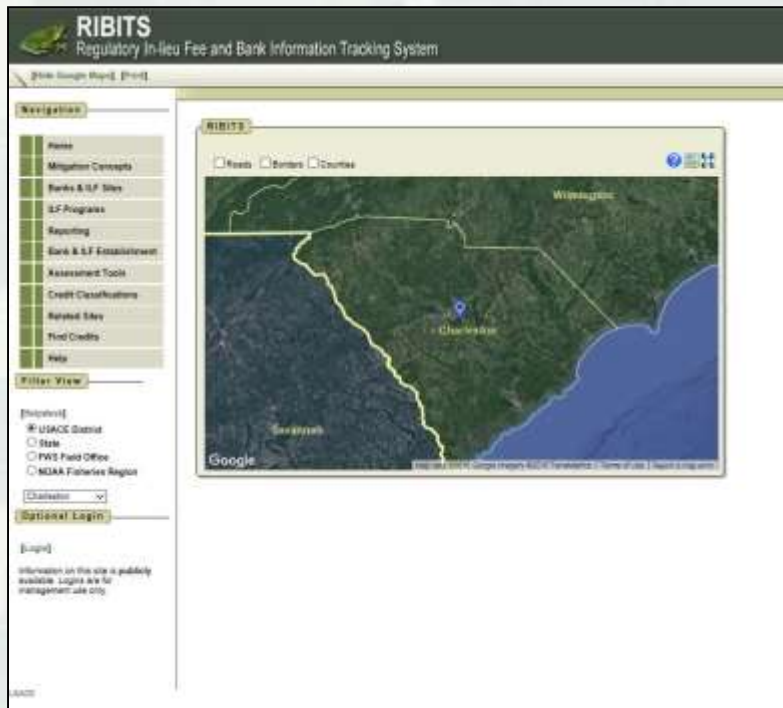 RIBITS
Regulatory In-lieu Fee and Bank Information Tracking System
[Hide Google Maps] [Print]
Navigation
Home
Mitigation Concepts
Banks & ILF Sites
ILF Programs
Reporting
Bank & ILF Establishment
Assessment Tools
Credit Classifications
Related Sites
Find Credits
Help
Filter View
USACE District
State
FWS Field Office
NOAA Fisheries Region
Charleston
Optional Login
[Login]
Information on this site is publicly
available. Logins are for
management use only.
USACE
RIBITS
Roads Borders Counties
Wilmington
Charleston
Savannah
Google